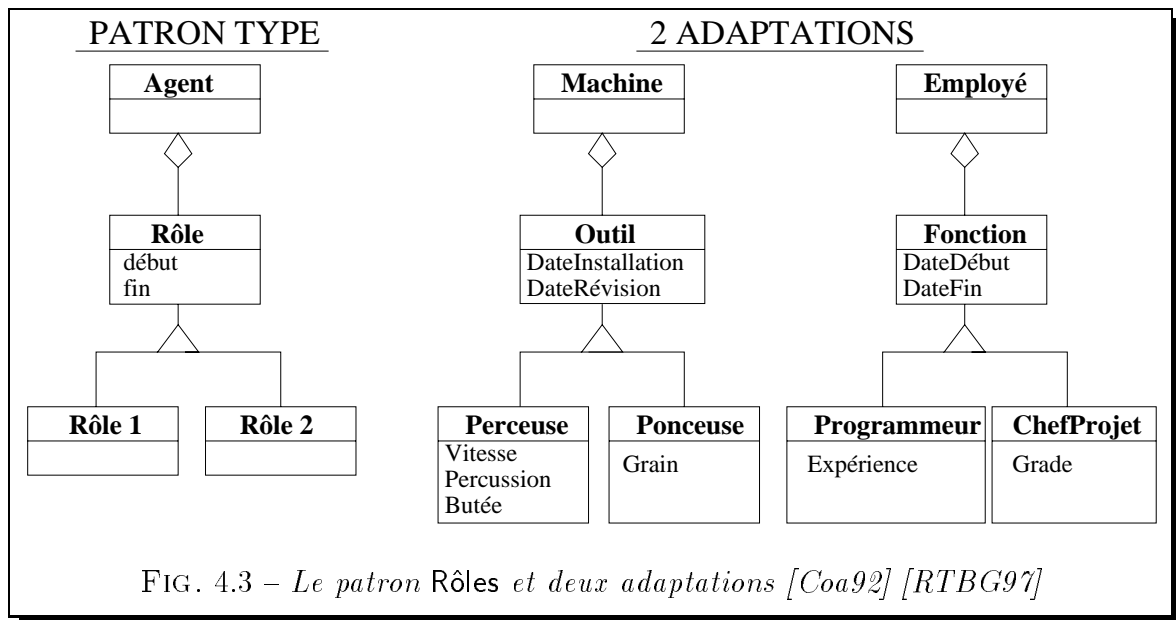 PATRON TYPE
2 ADAPTATIONS
Agent
Rôle
début
fin
Rôle 1
Rôle 2
Machine
Outil
DateInstallation
DateRévision
Perceuse
Vitesse
Percussion
Butée
Ponceuse
Grain
Employé
Fonction
DateDébut
DateFin
Programmeur
Expérience
ChefProjet
Grade
FIG. 4.3 – Le patron Rôles et deux adaptations [Coa92] [RTBG97]